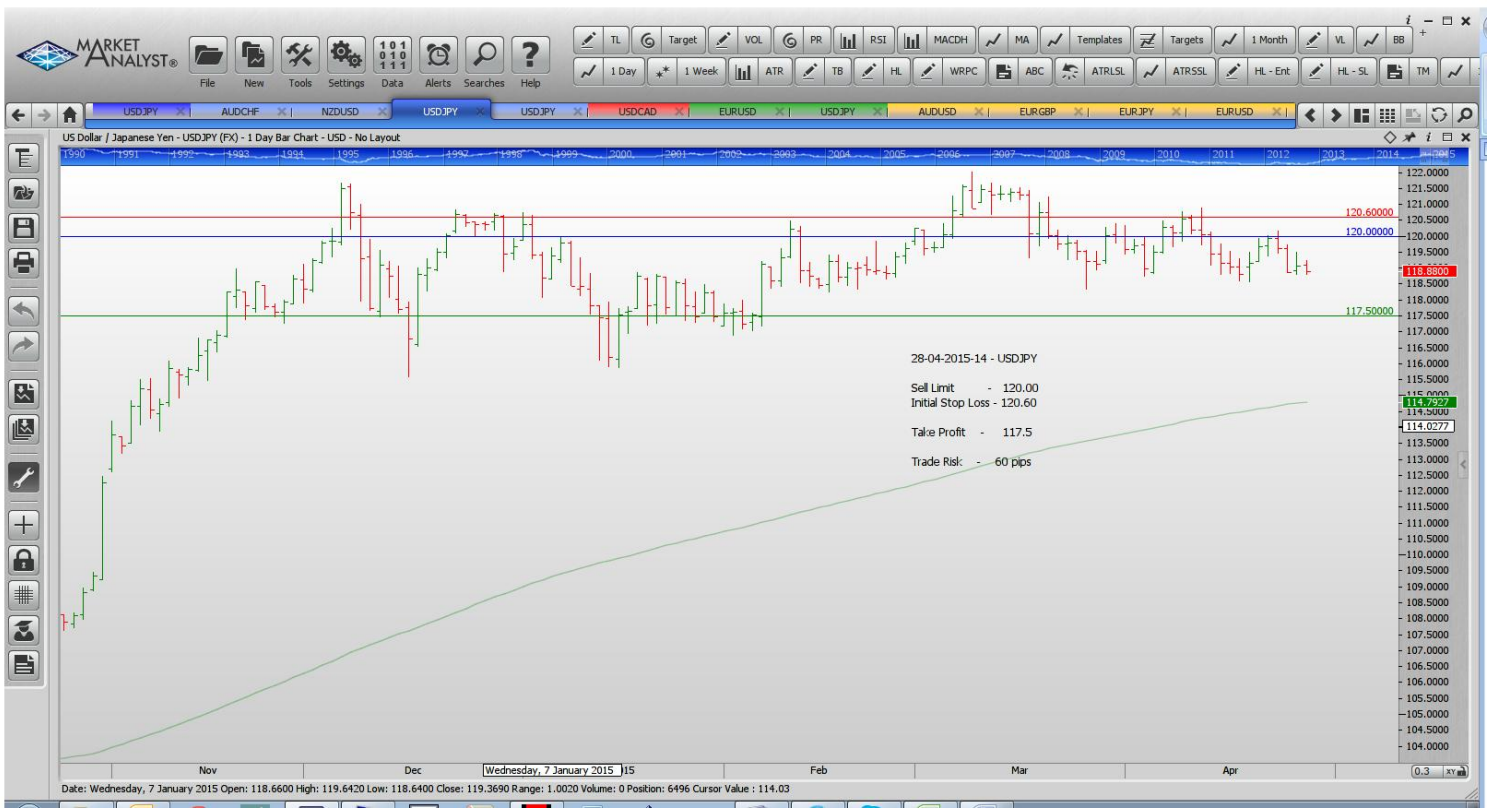 i
MARKET ANALYST®
File New Tools Settings Data Alerts Searches Help
TL Target VOL PR RSI MACDH MA Templates Targets 1 Month VL BB
1 Day 1 Week ATR TB HL WRPC ABC ATRLSL ATRSSL HL - Ent HL - SL TM
USDJPY AUDCHF NZDUSD USDJPY USDJPY USDCAD EURUSD USDJPY AUDUSD EURGBP EURJPY EURUSD
US Dollar / Japanese Yen - USDJPY (FX) - 1 Day Bar Chart - USD - No Layout
1990 1991 1992 1993 1994 1995 1996 1997 1998 1999 2000 2001 2002 2003 2004 2005 2006 2007 2008 2009 2010 2011 2012 2013 2014 2015
122.0000
121.5000
121.0000
120.60000
120.5000
120.00000
120.0000
119.5000
118.8800
118.5000
118.0000
117.50000
117.5000
117.0000
116.5000
116.0000
115.5000
115.0000
114.7927
114.5000
114.0277
113.5000
113.0000
112.5000
112.0000
111.5000
111.0000
110.5000
110.0000
109.5000
109.0000
108.5000
108.0000
107.5000
107.0000
106.5000
106.0000
105.5000
105.0000
104.5000
104.0000
28-04-2015-14 - USDJPY
Sell Limit - 120.00
Initial Stop Loss - 120.60
Take Profit - 117.5
Trade Risk - 60 pips
Nov Dec Wednesday, 7 January 2015 15 Feb Mar Apr 0.3 XY
Date: Wednesday, 7 January 2015 Open: 118.6600 High: 119.6420 Low: 118.6400 Close: 119.3690 Range: 1.0020 Volume: 0 Position: 6496 Cursor Value : 114.03